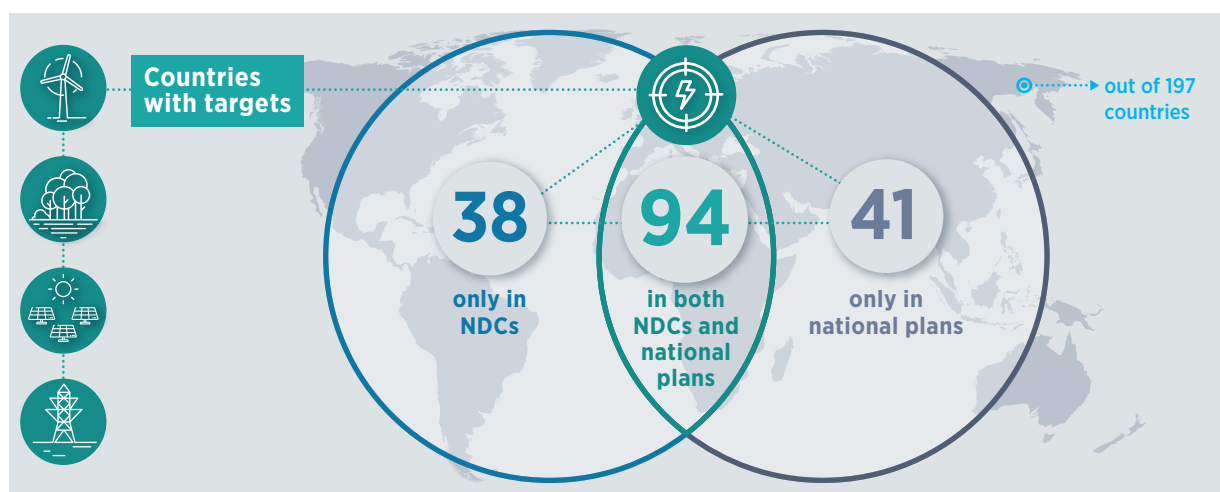 Countries
with targets
out of 197
countries
38
only in
NDCs
94
in both
NDCs and
national
plans
41
only in
national plans